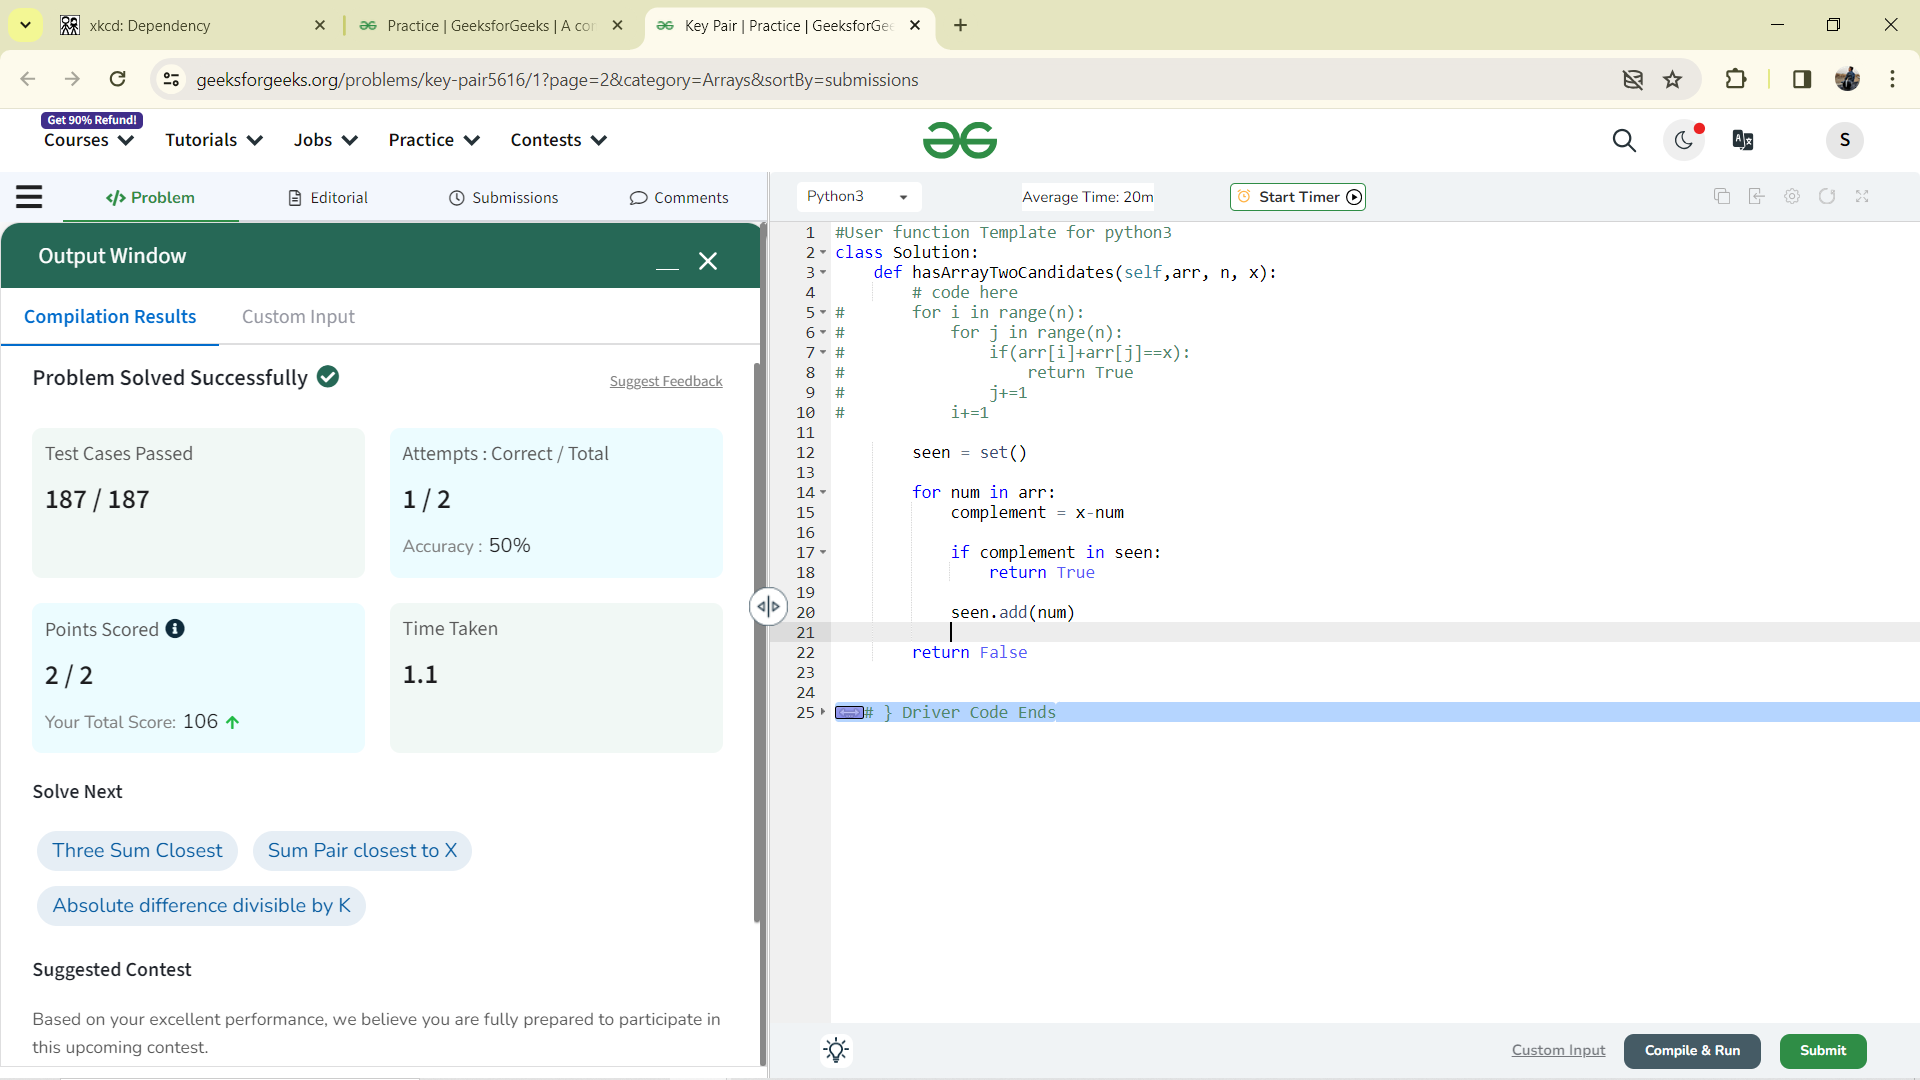 xkcd: Dependency
Practice | GeeksforGeeks | A co
Key Pair | Practice | GeeksforGee
geeksforgeeks.org/problems/key-pair5616/1?page=2&category=Arrays&sortBy=submissions
Get 90% Refund!
Courses Tutorials Jobs Practice Contests
S
Problem Editorial Submissions Comments
Python3 Average Time: 20m Start Timer
Output Window
Compilation Results Custom Input
Problem Solved Successfully Suggest Feedback
Test Cases Passed
187 / 187
Attempts : Correct / Total
1 / 2
Accuracy : 50%
Points Scored
2 / 2
Your Total Score: 106
Time Taken
1.1
Solve Next
Three Sum Closest Sum Pair closest to X
Absolute difference divisible by K
Suggested Contest
Based on your excellent performance, we believe you are fully prepared to participate in
this upcoming contest.
1 #User function Template for python3
2 class Solution:
3     def hasArrayTwoCandidates(self,arr, n, x):
4         # code here
5 #       for i in range(n):
6 #           for j in range(n):
7 #               if(arr[i]+arr[j]==x):
8 #                   return True
9 #               j+=1
10 #           i+=1
11
12         seen = set()
13
14         for num in arr:
15             complement = x-num
16
17             if complement in seen:
18                 return True
19
20             seen.add(num)
21
22         return False
23
24
25 # } Driver Code Ends
Custom Input Compile & Run Submit